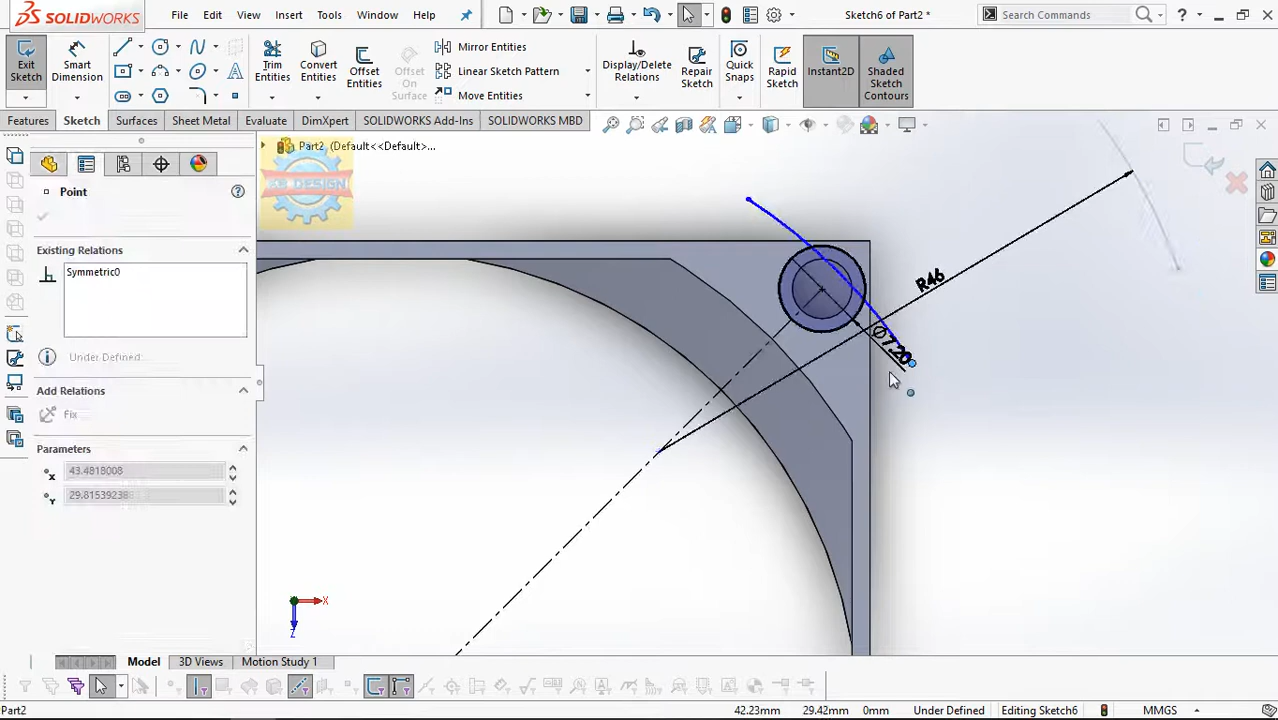 SOLIDWORKS
File
Edit
View
Insert
Tools
Window
Help
Sketch6 of Part2 *
Search Commands
Exit
Sketch
Smart
Dimension
Trim
Entities
Convert
Entities
Offset
Entities
Offset
On
Surface
Mirror Entities
Linear Sketch Pattern
Move Entities
Display/Delete
Relations
Repair
Sketch
Quick
Snaps
Rapid
Sketch
Instant2D
Shaded
Sketch
Contours
Features
Sketch
Surfaces
Sheet Metal
Evaluate
DimXpert
SOLIDWORKS Add-Ins
SOLIDWORKS MBD
Part2 (Default<<Default>...
Point
Existing Relations
Symmetric0
Under Defined
Add Relations
Fix
Parameters
43.4818008
29.81539238
R46
Ø7.20
X
Z
Model
3D Views
Motion Study 1
Part2
42.23mm
29.42mm
0mm
Under Defined
Editing Sketch6
MMGS